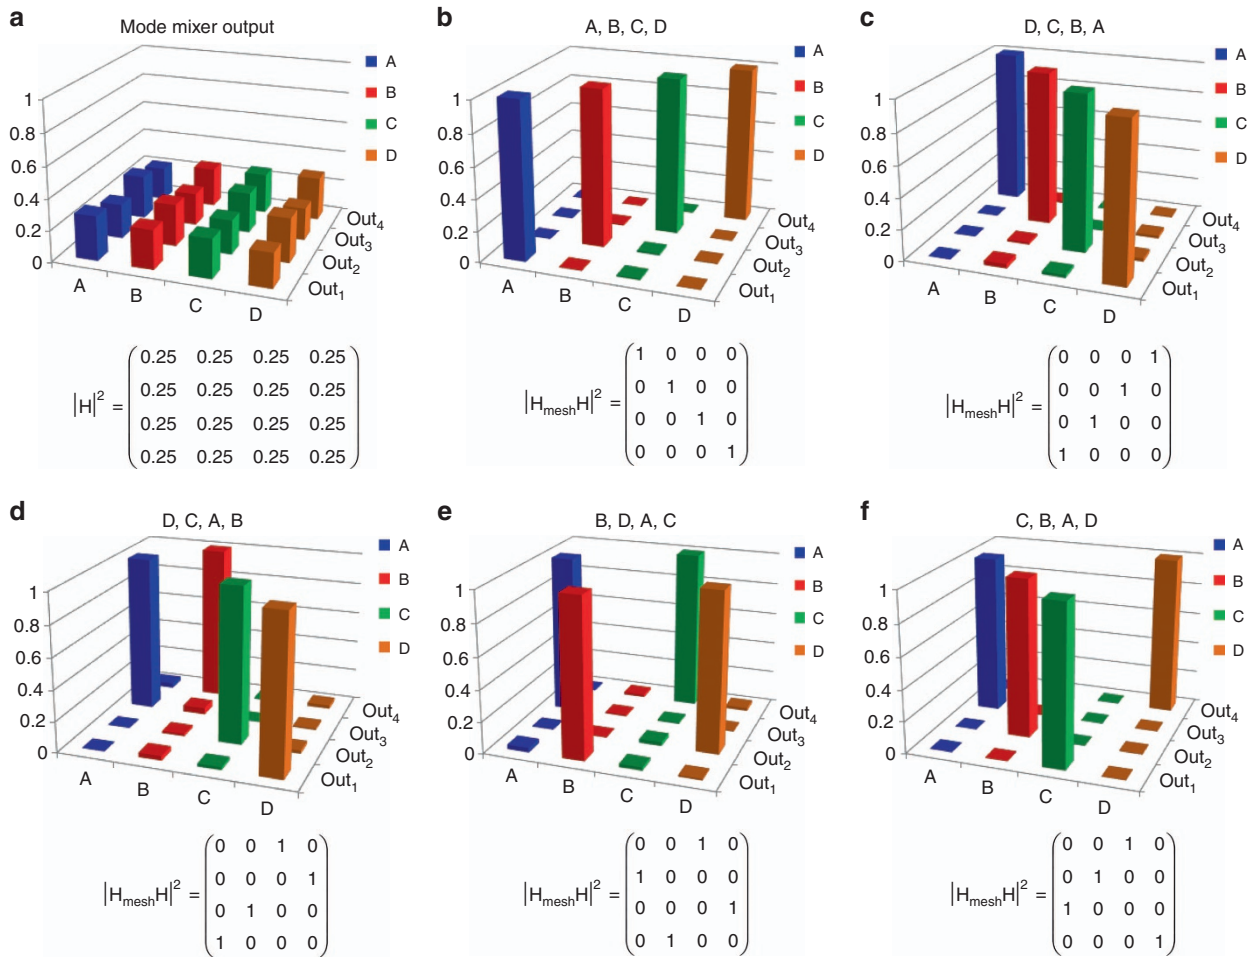 a
Mode mixer output
A
B
C
D
1
0.8
0.6
0.4
0.2
0
A
B
C
D
Out1
Out2
Out3
Out4
|H|2 =
0.25 0.25 0.25 0.25
0.25 0.25 0.25 0.25
0.25 0.25 0.25 0.25
0.25 0.25 0.25 0.25
b
A, B, C, D
A
B
C
D
1
0.8
0.6
0.4
0.2
0
A
B
C
D
Out1
Out2
Out3
Out4
|HmeshH|2 =
1 0 0 0
0 1 0 0
0 0 1 0
0 0 0 1
c
D, C, B, A
A
B
C
D
1
0.8
0.6
0.4
0.2
0
A
B
C
D
Out1
Out2
Out3
Out4
|HmeshH|2 =
0 0 0 1
0 0 1 0
0 1 0 0
1 0 0 0
d
D, C, A, B
A
B
C
D
1
0.8
0.6
0.4
0.2
0
A
B
C
D
Out1
Out2
Out3
Out4
|HmeshH|2 =
0 0 1 0
0 0 0 1
0 1 0 0
1 0 0 0
e
B, D, A, C
A
B
C
D
1
0.8
0.6
0.4
0.2
0
A
B
C
D
Out1
Out2
Out3
Out4
|HmeshH|2 =
0 0 1 0
1 0 0 0
0 0 0 1
0 1 0 0
f
C, B, A, D
A
B
C
D
1
0.8
0.6
0.4
0.2
0
A
B
C
D
Out1
Out2
Out3
Out4
|HmeshH|2 =
0 0 1 0
0 1 0 0
1 0 0 0
0 0 0 1